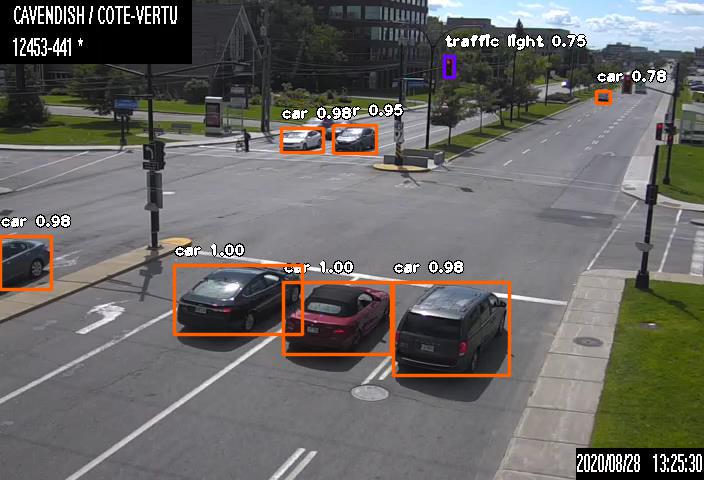 CAVENDISH / COTE-VERTU
12453-441 *
traffic light 0.75
car 0.78
car 0.98
r 0.95
car 0.98
car 1.00
car 1.00
car 0.98
2020/08/28 13:25:30